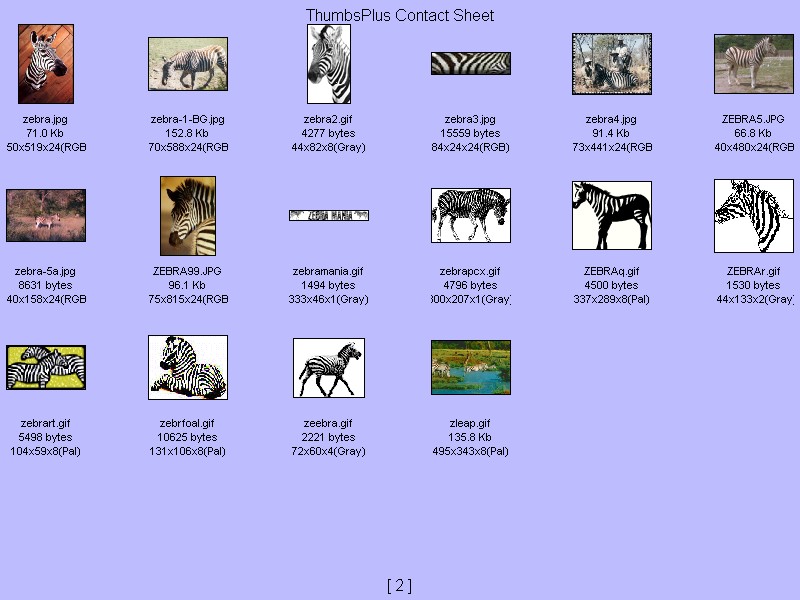 ThumbsPlus Contact Sheet
zebra.jpg
71.0 Kb
50x519x24(RGB
zebra-1-BG.jpg
152.8 Kb
70x588x24(RGB
zebra2.gif
4277 bytes
44x82x8(Gray)
zebra3.jpg
15559 bytes
84x24x24(RGB)
zebra4.jpg
91.4 Kb
73x441x24(RGB
ZEBRA5.JPG
66.8 Kb
40x480x24(RGB
ZEBRA MANIA
zebra-5a.jpg
8631 bytes
40x158x24(RGB
ZEBRA99.JPG
96.1 Kb
75x815x24(RGB
zebramania.gif
1494 bytes
333x46x1(Gray)
zebrapcx.gif
4796 bytes
300x207x1(Gray)
ZEBRAq.gif
4500 bytes
337x289x8(Pal)
ZEBRAr.gif
1530 bytes
44x133x2(Gray)
zebrart.gif
5498 bytes
104x59x8(Pal)
zebrfoal.gif
10625 bytes
131x106x8(Pal)
zeebra.gif
2221 bytes
72x60x4(Gray)
zleap.gif
135.8 Kb
495x343x8(Pal)
[ 2 ]